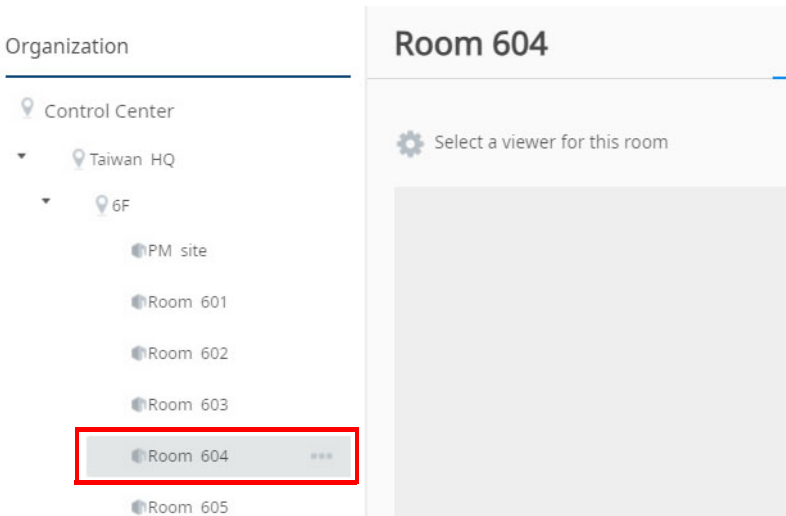 Organization
Control Center
Taiwan HQ
6F
PM site
Room 601
Room 602
Room 603
Room 604
Room 605
Room 604
Select a viewer for this room